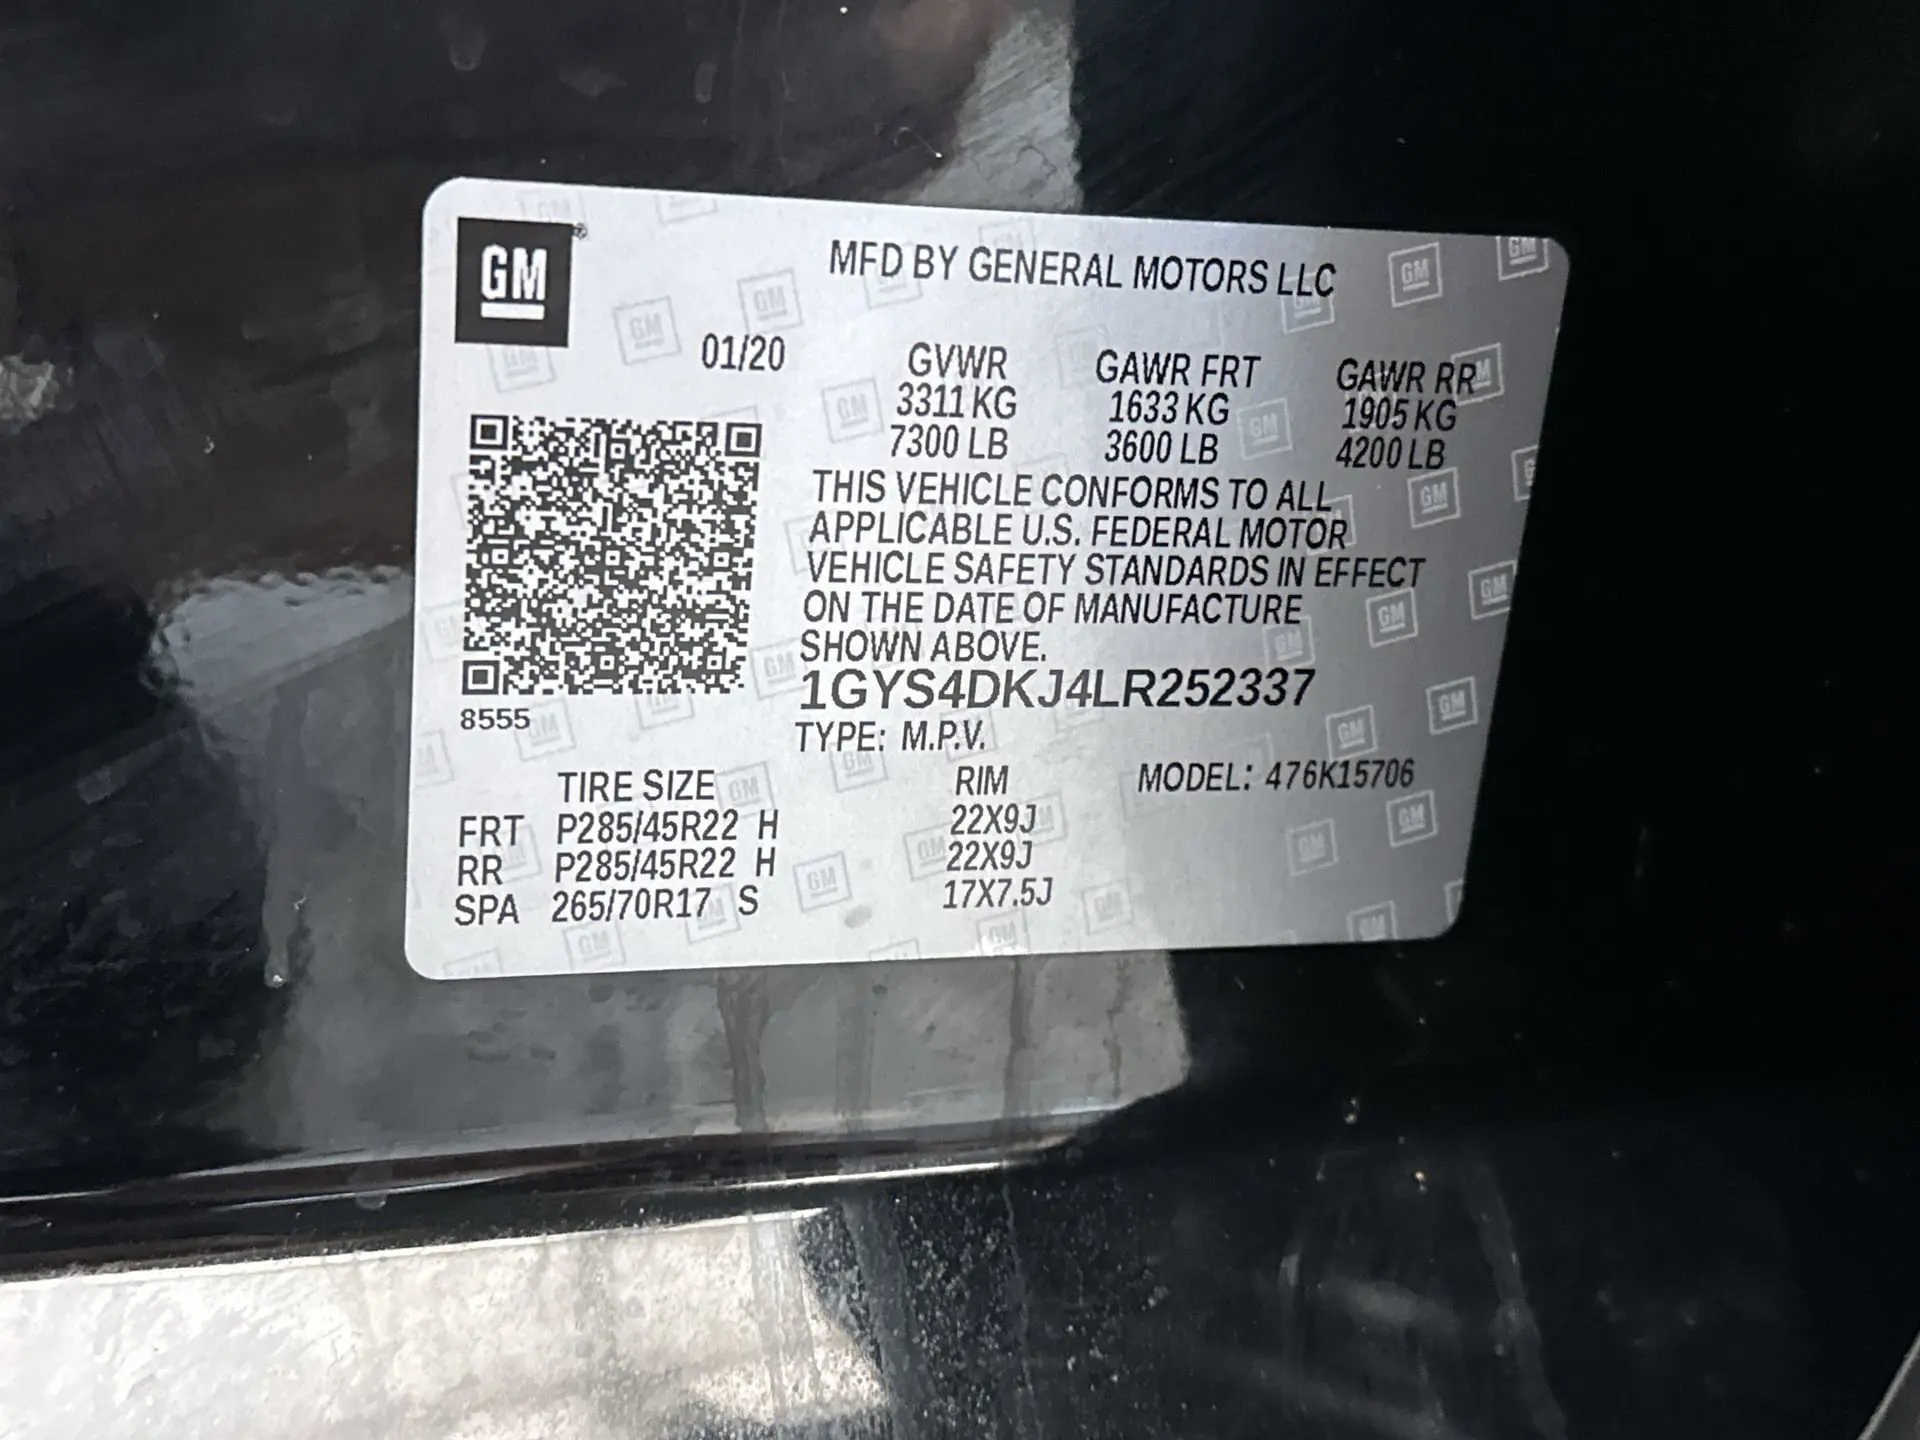 GM
MFD BY GENERAL MOTORS LLC
01/20 GVWR GAWR FRT GAWR RR
3311 KG 1633 KG 1905 KG
7300 LB 3600 LB 4200 LB
THIS VEHICLE CONFORMS TO ALL
APPLICABLE U.S. FEDERAL MOTOR
VEHICLE SAFETY STANDARDS IN EFFECT
ON THE DATE OF MANUFACTURE
SHOWN ABOVE.
1GYS4DKJ4LR252337
8555
TYPE: M.P.V.
TIRE SIZE RIM MODEL: 476K15706
FRT P285/45R22 H 22X9J
RR P285/45R22 H 22X9J
SPA 265/70R17 S 17X7.5J